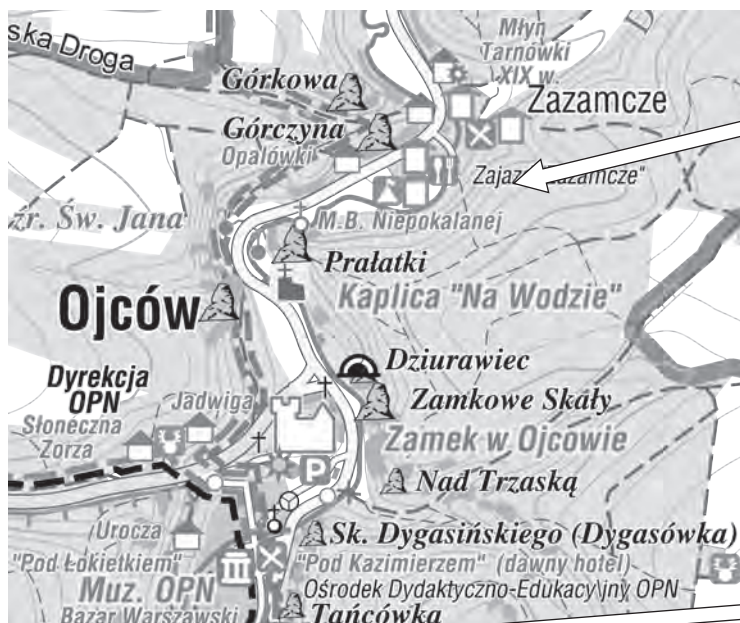 ska Droga
Młyn
Tarnówki
XIX w.
Górkowa
Zazamcze
Górczyna
Opalówki
źr. Św. Jana
M.B. Niepokalanej
Prałatki
Ojców
Kaplica "Na Wodzie"
Dyrekcja
OPN
Dziurawiec
Jadwiga
Zamkowe Skały
Słoneczna
Zorza
Zamek w Ojcowie
P
Nad Trzaską
Urocza
Sk. Dygasińskiego (Dygasówka)
"Pod Łokietkiem"
"Pod Kazimierzem" (dawny hotel)
Muz. OPN
Ośrodek Dydaktyczno-Edukacyjny OPN
Bazar Warszawski
Tańcówka